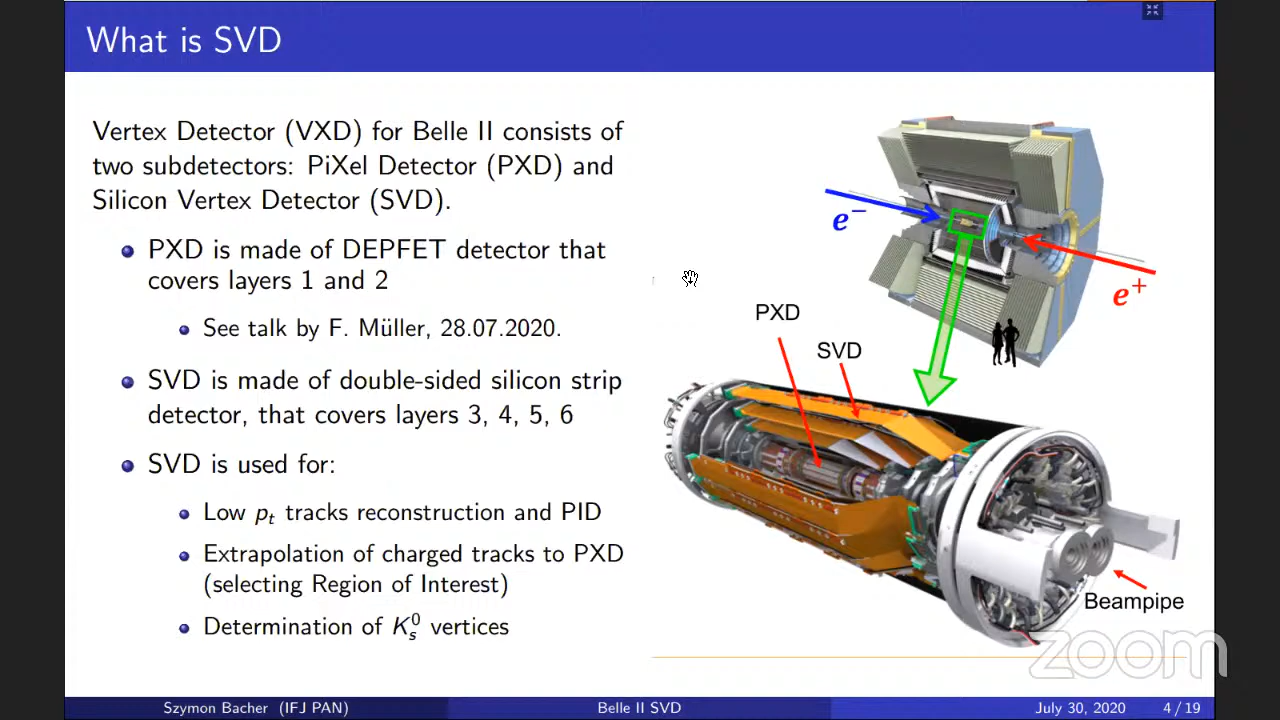 What is SVD
Vertex Detector (VXD) for Belle II consists of
two subdetectors: PiXel Detector (PXD) and
Silicon Vertex Detector (SVD).
PXD is made of DEPFET detector that
covers layers 1 and 2
See talk by F. Müller, 28.07.2020.
SVD is made of double-sided silicon strip
detector, that covers layers 3, 4, 5, 6
SVD is used for:
Low pₜ tracks reconstruction and PID
Extrapolation of charged tracks to PXD
(selecting Region of Interest)
Determination of K⁰ₛ vertices
e⁻
e⁺
PXD
SVD
Beampipe
zoom
Szymon Bacher (IFJ PAN)
Belle II SVD
July 30, 2020
4 / 19